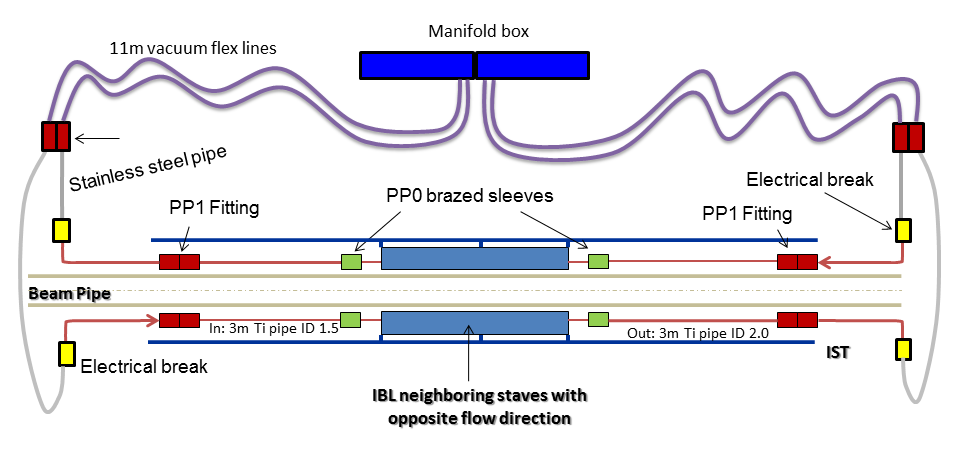 Manifold box
11m vacuum flex lines
Stainless steel pipe
PP1 Fitting
PP0 brazed sleeves
Electrical break
PP1 Fitting
Beam Pipe
In: 3m Ti pipe ID 1.5
Out: 3m Ti pipe ID 2.0
IST
Electrical break
IBL neighboring staves with
opposite flow direction